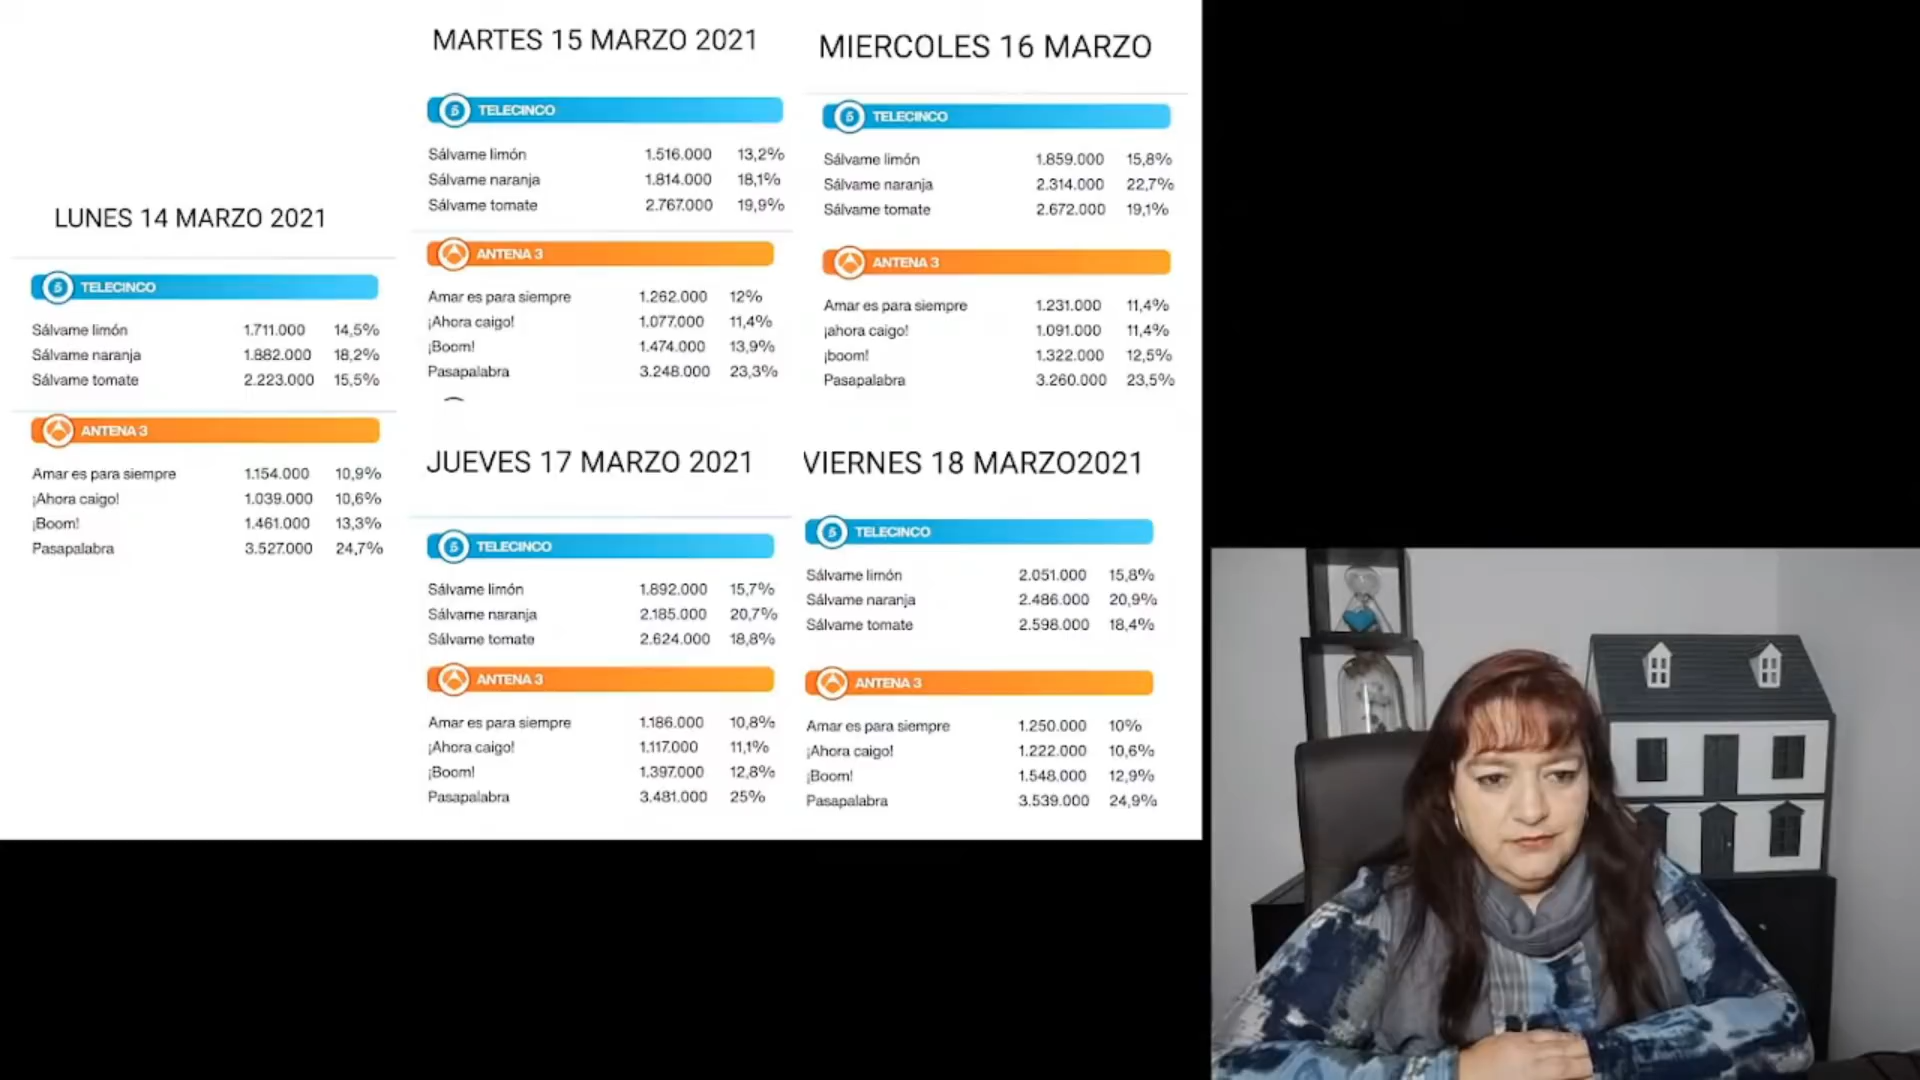 LUNES 14 MARZO 2021
TELECINCO
Sálvame limón 1.711.000 14,5%
Sálvame naranja 1.882.000 18,2%
Sálvame tomate 2.223.000 15,5%
ANTENA 3
Amar es para siempre 1.154.000 10,9%
¡Ahora caigo! 1.039.000 10,6%
¡Boom! 1.461.000 13,3%
Pasapalabra 3.527.000 24,7%
MARTES 15 MARZO 2021
TELECINCO
Sálvame limón 1.516.000 13,2%
Sálvame naranja 1.814.000 18,1%
Sálvame tomate 2.767.000 19,9%
ANTENA 3
Amar es para siempre 1.262.000 12%
¡Ahora caigo! 1.077.000 11,4%
¡Boom! 1.474.000 13,9%
Pasapalabra 3.248.000 23,3%
MIERCOLES 16 MARZO
TELECINCO
Sálvame limón 1.859.000 15,8%
Sálvame naranja 2.314.000 22,7%
Sálvame tomate 2.672.000 19,1%
ANTENA 3
Amar es para siempre 1.231.000 11,4%
¡ahora caigo! 1.091.000 11,4%
¡boom! 1.322.000 12,5%
Pasapalabra 3.260.000 23,5%
JUEVES 17 MARZO 2021
TELECINCO
Sálvame limón 1.892.000 15,7%
Sálvame naranja 2.185.000 20,7%
Sálvame tomate 2.624.000 18,8%
ANTENA 3
Amar es para siempre 1.186.000 10,8%
¡Ahora caigo! 1.117.000 11,1%
¡Boom! 1.397.000 12,8%
Pasapalabra 3.481.000 25%
VIERNES 18 MARZO2021
TELECINCO
Sálvame limón 2.051.000 15,8%
Sálvame naranja 2.486.000 20,9%
Sálvame tomate 2.598.000 18,4%
ANTENA 3
Amar es para siempre 1.250.000 10%
¡Ahora caigo! 1.222.000 10,6%
¡Boom! 1.548.000 12,9%
Pasapalabra 3.539.000 24,9%